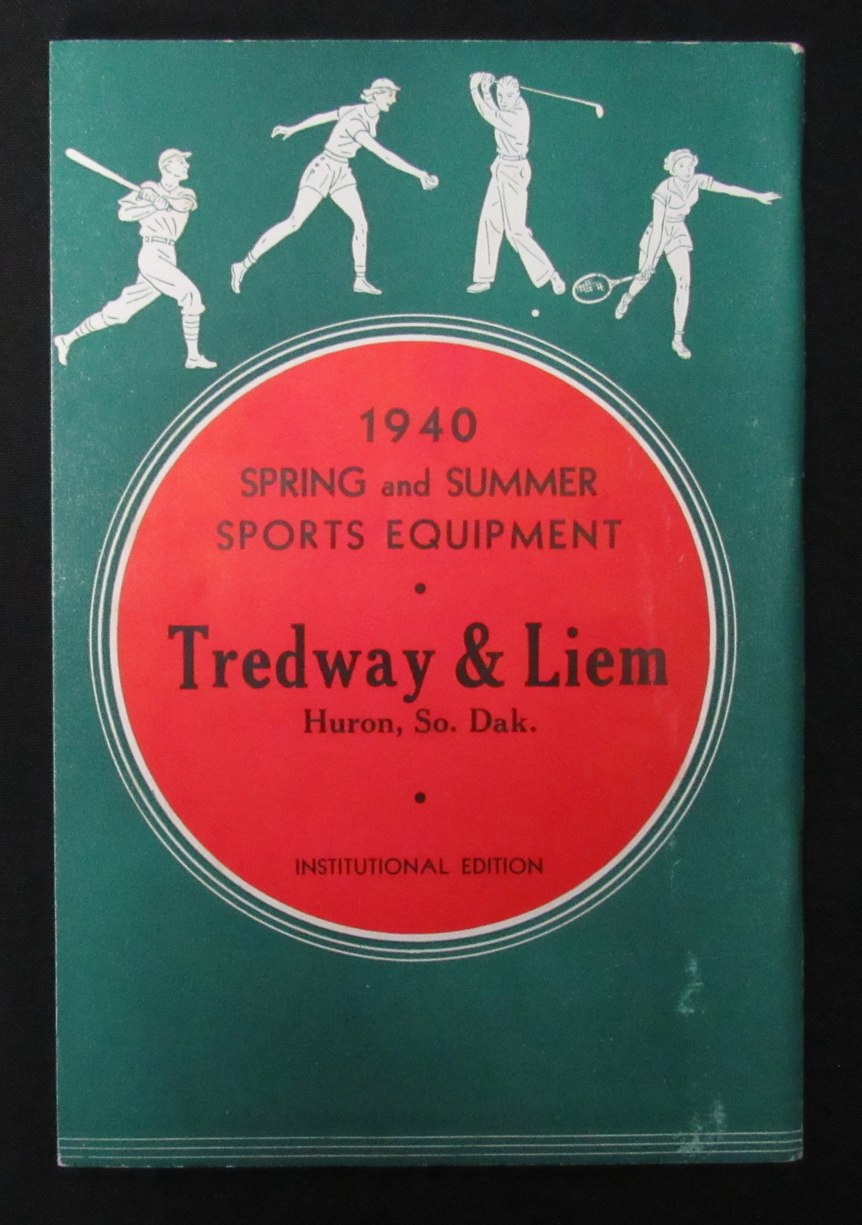 1940
SPRING and SUMMER
SPORTS EQUIPMENT
•
Tredway & Liem
Huron, So. Dak.
•
INSTITUTIONAL EDITION